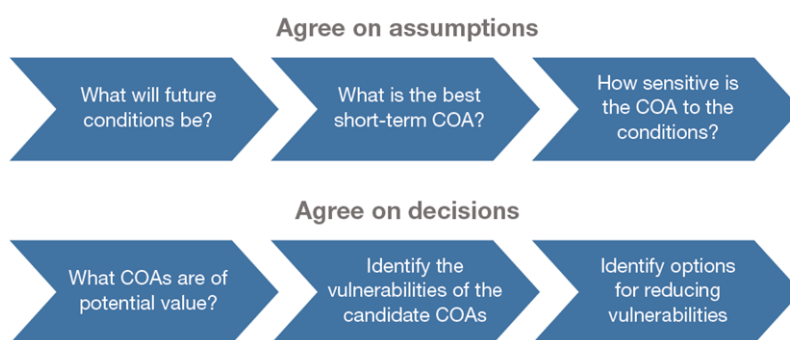 Agree on assumptions
What will future
conditions be?
What is the best
short-term COA?
How sensitive is
the COA to the
conditions?
Agree on decisions
What COAs are of
potential value?
Identify the
vulnerabilities of the
candidate COAs
Identify options
for reducing
vulnerabilities